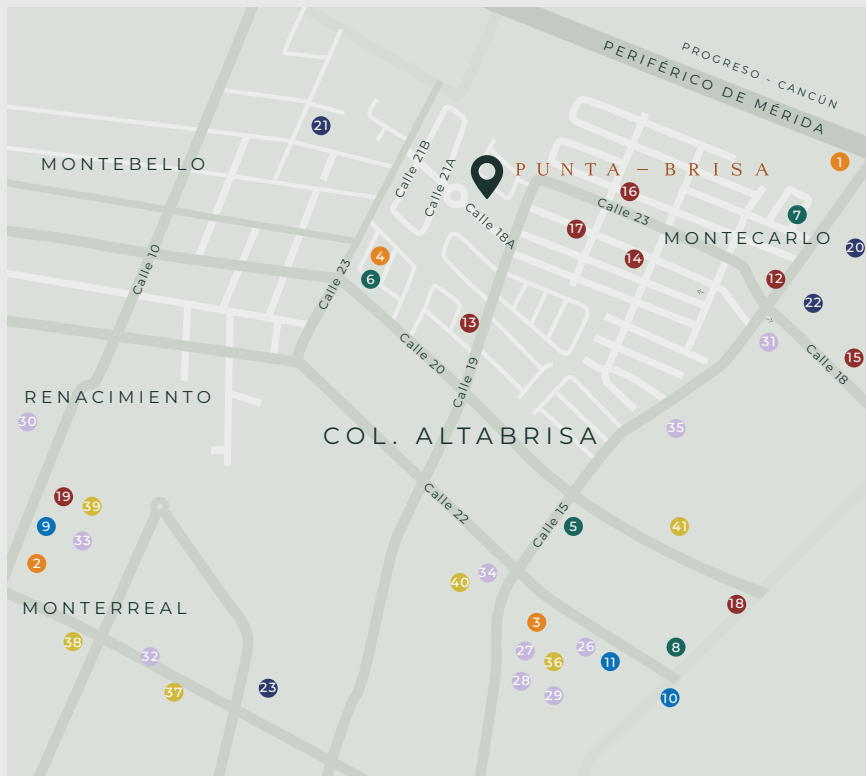 PROGRESO - CANCÚN
PERIFÉRICO DE MÉRIDA
21
1
MONTEBELLO
Calle 21B
Calle 21A
PUNTA – BRISA
16
7
Calle 23
Calle 18A
17
MONTECARLO
20
4
14
6
Calle 10
Calle 23
12
22
13
31
15
Calle 20
Calle 19
Calle 18
RENACIMIENTO
30
COL. ALTABRISA
35
19
39
Calle 22
9
33
Calle 15
5
41
2
40
34
MONTERREAL
18
3
38
32
27
26
36
11
8
37
23
28
29
10